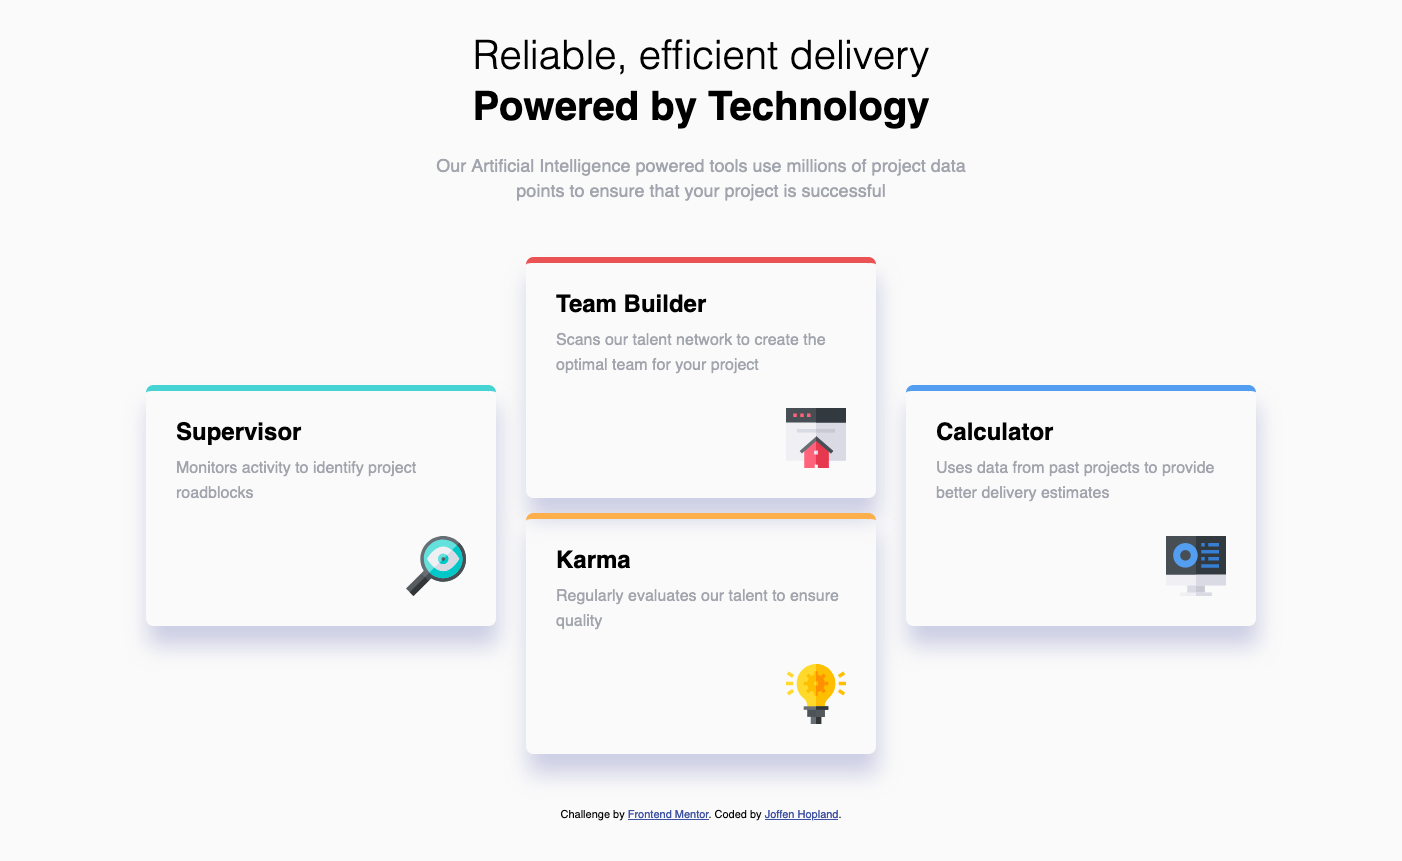 Reliable, efficient delivery
Powered by Technology
Our Artificial Intelligence powered tools use millions of project data
points to ensure that your project is successful
Team Builder
Scans our talent network to create the
optimal team for your project
Supervisor
Monitors activity to identify project
roadblocks
Calculator
Uses data from past projects to provide
better delivery estimates
Karma
Regularly evaluates our talent to ensure
quality
Challenge by Frontend Mentor. Coded by Joffen Hopland.